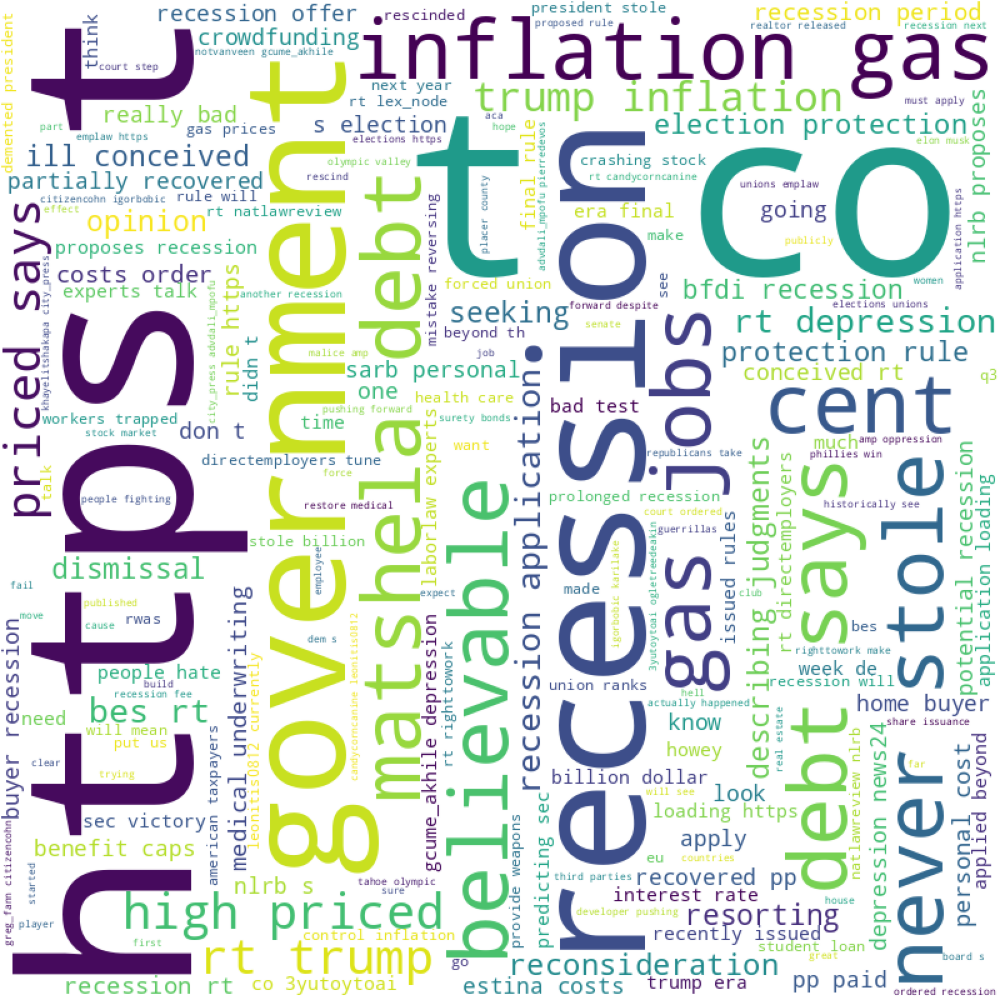 demented president
court step
think
https t
recession offer
crowdfunding
notvanveen gcume_akhile
rescinded
president stole
proposed rule
realtor released
recession period
recession next
inflation gas
really bad
gas prices
emplaw https
part
government
s election
next year
rt lex_node
trump inflation
aca
hope
elections https
olympic valley
rescind
t co
election protection
must apply
elon musk
nlrb proposes
ill conceived
partially recovered
citizencohn igorbobic
effect
rule will
opinion
rt natlawreview
proposes recession
costs order
experts talk
another recession
khayelitshakapa city_press
city_press advdali_mpofu
rule https
didn t
matshela debt
mistake reversing
placer county
forced union
beyond th
final rule
advdali_mpofu pierredevos
era final
crashing stock
rt candycorncanine
make
unions emplaw
going
publicly
women
application https
seeking
forward despite
see
senate
bfdi recession
elections unions
rt depression
protection rule
conceived rt
q3
priced says
workers trapped
stock market
talk
people fighting
don t
directemployers tune
malice amp
job
sarb personal
one
time
pushing forward
health care
surety bonds
want
force
restore medical
laborlaw experts
believable
recession application.
recession
bad test
republicans take
gas jobs
cent
much
amp oppression
phillies win
prolonged recession
court ordered
guerrillas
describing judgments
rt directemployers
debt says
historically see
never stole
potential recession
application loading
stock
dismissal
stole billion
fail
published
move
cause
rwas
employee
expect
made
igorbobic karilake
3yutoytoai ogletreedeakin
issued rules
club
bes
righttowork make
week de
people hate
build
recession fee
bes rt
need
will mean
put us
clear
trying
buyer recession
medical underwriting
american taxpayers
leonitis0812 currently
dem s
candycorncanine leonitis0812
gcume_akhile depression
rt righttowork
union ranks
hell
actually happened
know
howey
real estate
recession will
home buyer
share issuance
billion dollar
will see
look
loading https
natlawreview nlrb
depression news24
far
personal cost
applied beyond
sec victory
benefit caps
greg_fann citizencohn
started
player
first
nlrb s
tahoe olympic
sure
provide weapons
predicting sec
eu
apply
countries
third parties
recovered pp
interest rate
developer pushing
house
high priced
control inflation
resorting
recently issued
student loan
great
board s
rt trump
go
reconsideration
trump era
pp paid
recession rt
co 3yutoytoai
estina costs
ordered recession